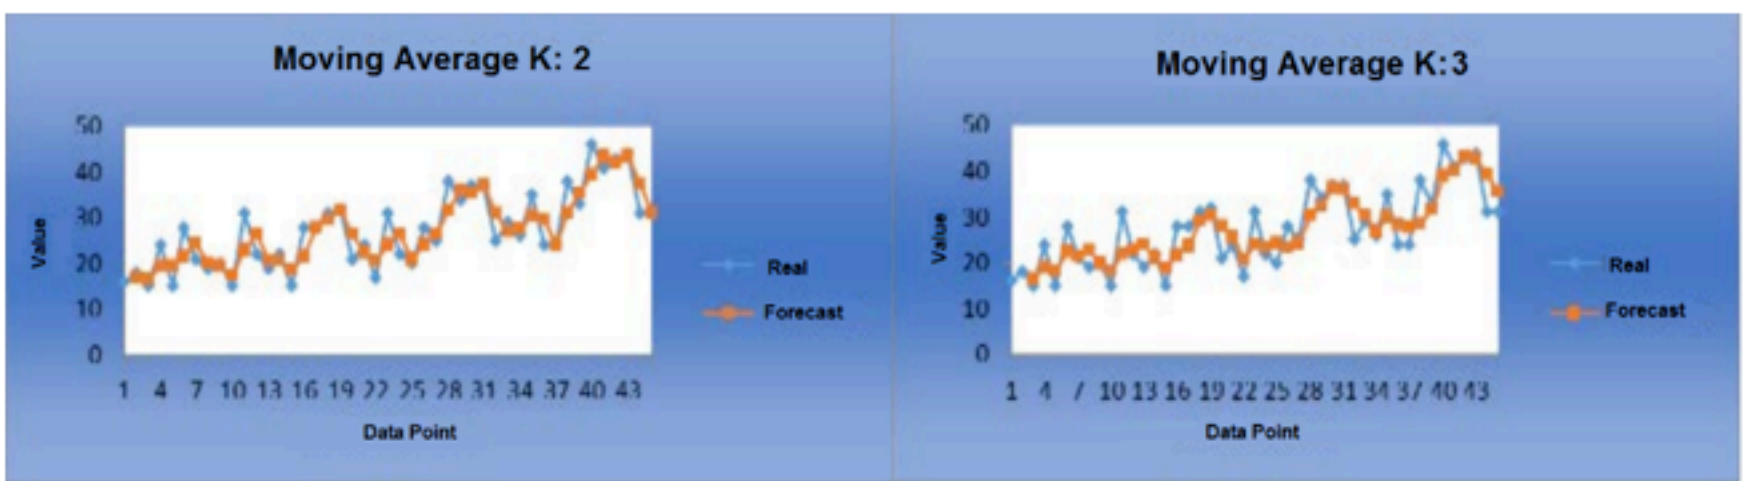 Moving Average K: 2
50
40
30
20
10
0
Value
1 4 7 10 13 16 19 22 25 28 31 34 37 40 43
Data Point
Real
Forecast
Moving Average K:3
50
40
30
20
10
0
Value
1 4 7 10 13 16 19 22 25 28 31 34 37 40 43
Data Point
Real
Forecast